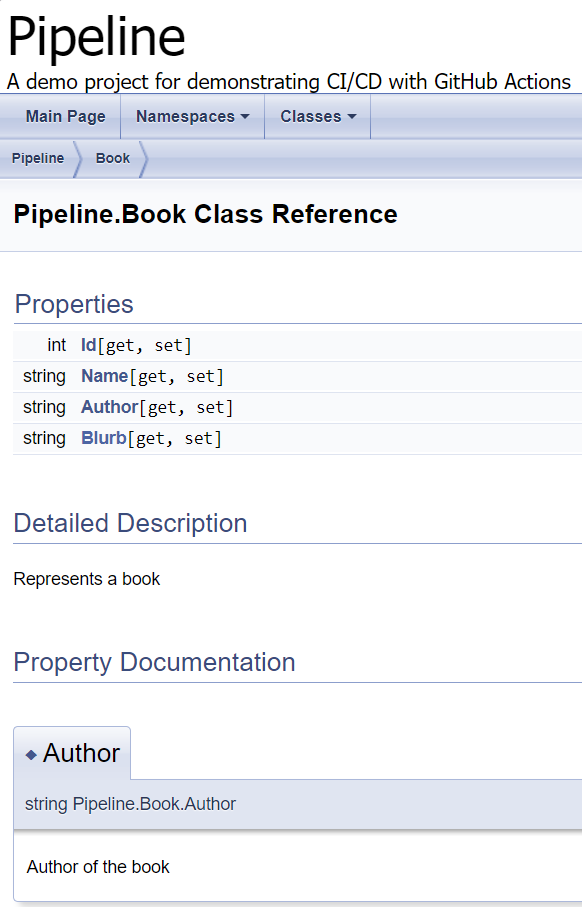 Pipeline
A demo project for demonstrating CI/CD with GitHub Actions
Main Page Namespaces Classes
Pipeline Book
Pipeline.Book Class Reference
Properties
int Id[get, set]
string Name[get, set]
string Author[get, set]
string Blurb[get, set]
Detailed Description
Represents a book
Property Documentation
◆ Author
string Pipeline.Book.Author
Author of the book